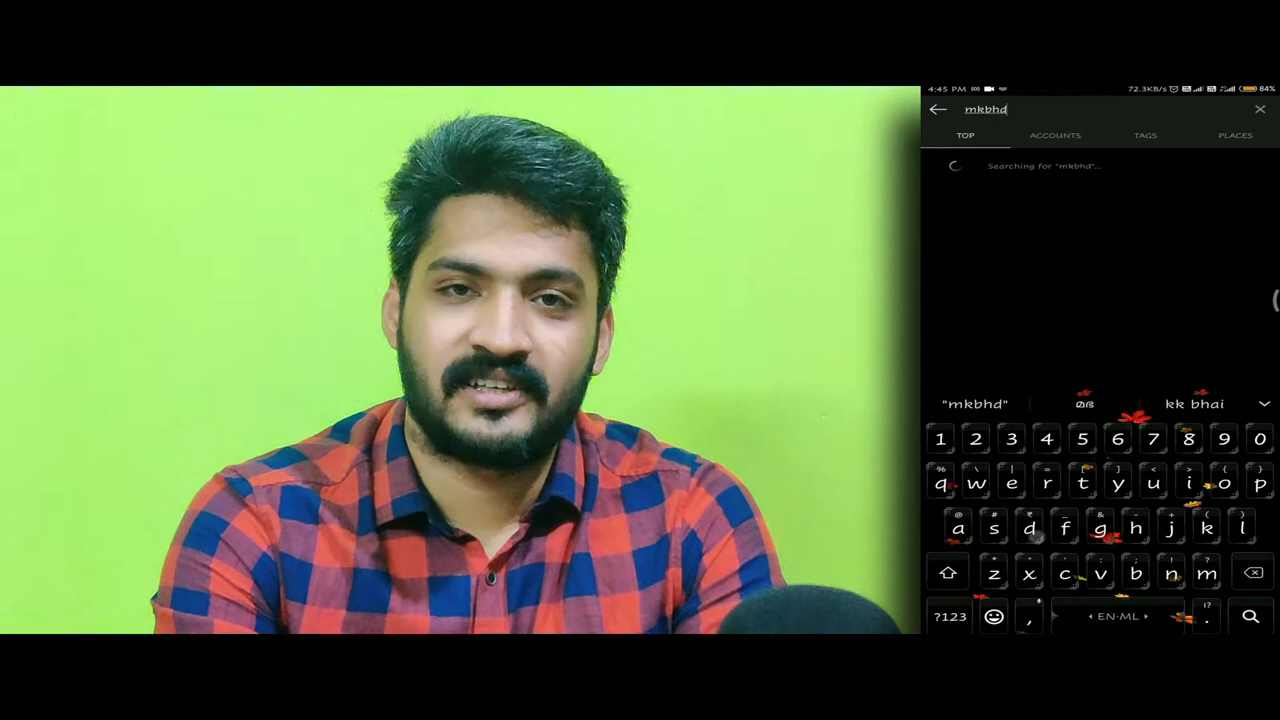 4:45 PM 72.3KB/s 84%
mkbhd
TOP ACCOUNTS TAGS PLACES
Searching for "mkbhd"...
"mkbhd" മഭ kk bhai
1 2 3 4 5 6 7 8 9 0
% \ | = [ ] < > { }
q w e r t y u i o p
@ # ₹ _ & - + ( )
a s d f g h j k l
* " ' : ; ! ?
z x c v b n m
!?
?123 , EN·ML .